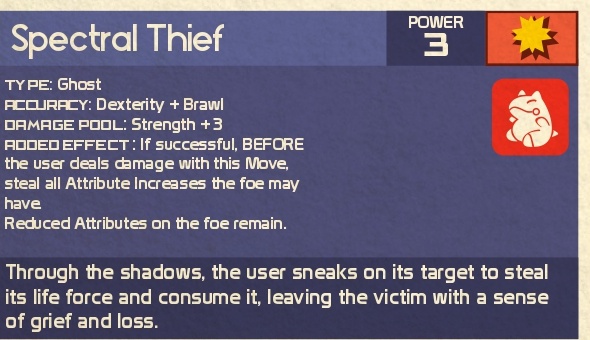 Spectral Thief
POWER
3
TYPE: Ghost
ACCURACY: Dexterity + Brawl
DAMAGE POOL: Strength +3
ADDED EFFECT: If successful, BEFORE
the user deals damage with this Move,
steal all Attribute Increases the foe may
have.
Reduced Attributes on the foe remain.
Through the shadows, the user sneaks on its target to steal
its life force and consume it, leaving the victim with a sense
of grief and loss.